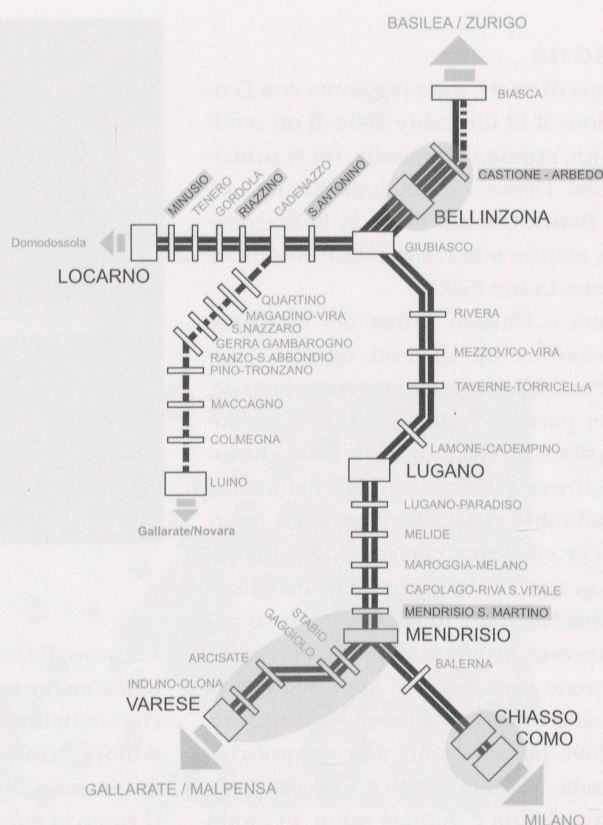 BASILEA / ZURIGO
BIASCA
CASTIONE - ARBEDO
BELLINZONA
MINUSIO
TENERO
GORDOLA
RIAZZINO
CADENAZZO
S.ANTONINO
Domodossola
GIUBIASCO
LOCARNO
QUARTINO
MAGADINO-VIRA
S.NAZZARO
GERRA GAMBAROGNO
RANZO-S.ABBONDIO
PINO-TRONZANO
MACCAGNO
COLMEGNA
LUINO
Gallarate/Novara
RIVERA
MEZZOVICO-VIRA
TAVERNE-TORRICELLA
LAMONE-CADEMPINO
LUGANO
LUGANO-PARADISO
MELIDE
MAROGGIA-MELANO
CAPOLAGO-RIVA S.VITALE
MENDRISIO S. MARTINO
MENDRISIO
STABIO
GAGGIOLO
ARCISATE
INDUNO-OLONA
VARESE
BALERNA
CHIASSO
COMO
GALLARATE / MALPENSA
MILANO